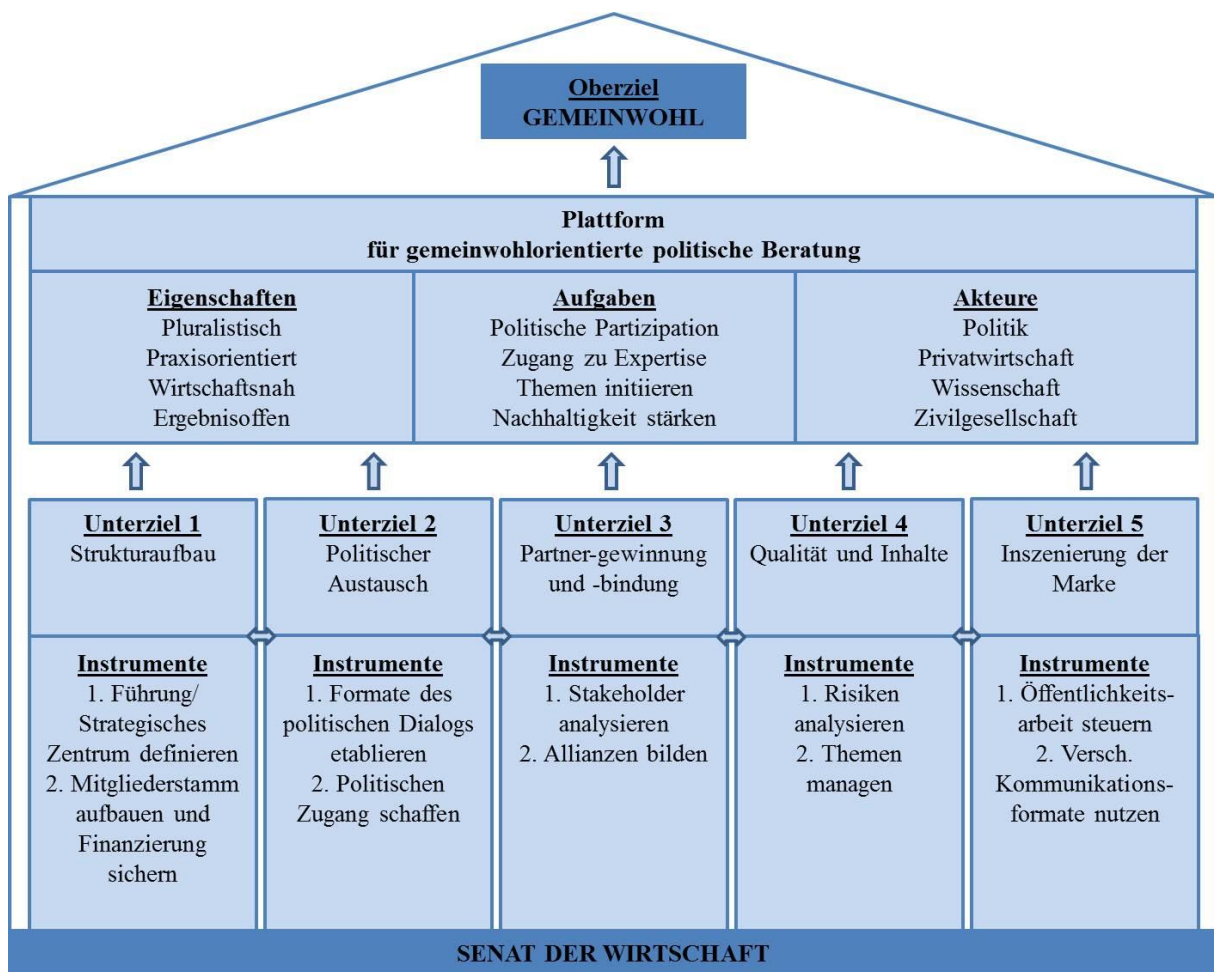 Oberziel
GEMEINWOHL
Plattform
für gemeinwohlorientierte politische Beratung
Eigenschaften
Pluralistisch
Praxisorientiert
Wirtschaftsnah
Ergebnisoffen
Aufgaben
Politische Partizipation
Zugang zu Expertise
Themen initiieren
Nachhaltigkeit stärken
Akteure
Politik
Privatwirtschaft
Wissenschaft
Zivilgesellschaft
Unterziel 1
Strukturaufbau
Unterziel 2
Politischer
Austausch
Unterziel 3
Partner-gewinnung
und -bindung
Unterziel 4
Qualität und Inhalte
Unterziel 5
Inszenierung der
Marke
Instrumente
1. Führung/
Strategisches
Zentrum definieren
2. Mitgliederstamm
aufbauen und
Finanzierung
sichern
Instrumente
1. Formate des
politischen Dialogs
etablieren
2. Politischen
Zugang schaffen
Instrumente
1. Stakeholder
analysieren
2. Allianzen bilden
Instrumente
1. Risiken
analysieren
2. Themen
managen
Instrumente
1. Öffentlichkeits-
arbeit steuern
2. Versch.
Kommunikations-
formate nutzen
SENAT DER WIRTSCHAFT